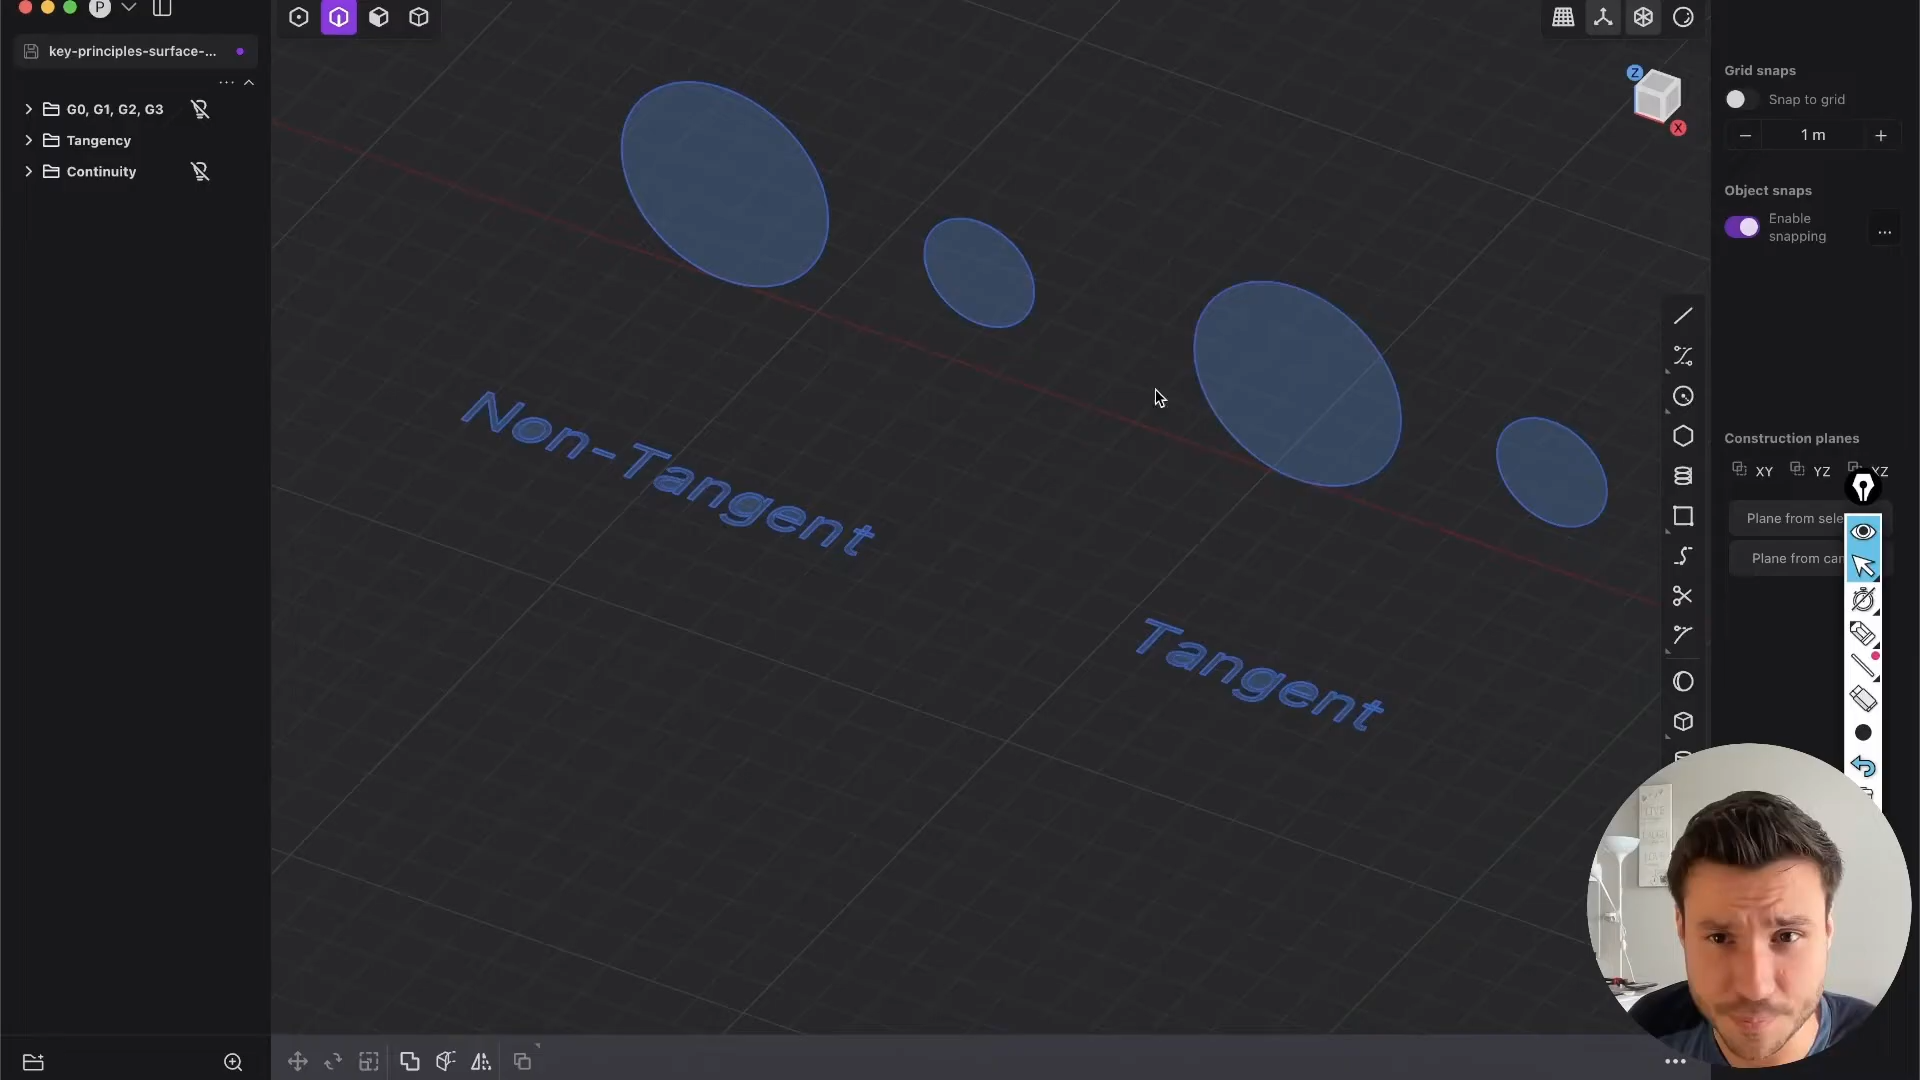 P
key-principles-surface-...
G0, G1, G2, G3
Tangency
Continuity
Non-Tangent
Tangent
Z
X
Grid snaps
Snap to grid
1 m
Object snaps
Enable
snapping
Construction planes
XY
YZ
XZ
Plane from sele
Plane from can